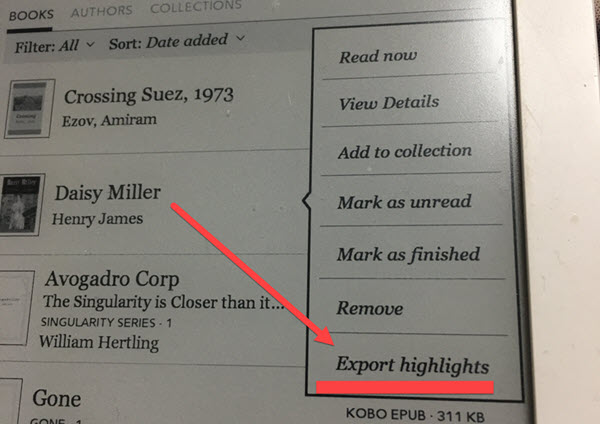 BOOKS AUTHORS COLLECTIONS
Filter: All Sort: Date added
Crossing Suez, 1973
Ezov, Amiram
Daisy Miller
Henry James
Avogadro Corp
The Singularity is Closer than it...
SINGULARITY SERIES · 1
William Hertling
Gone
GONE · 1
Read now
View Details
Add to collection
Mark as unread
Mark as finished
Remove
Export highlights
KOBO EPUB · 311 KB